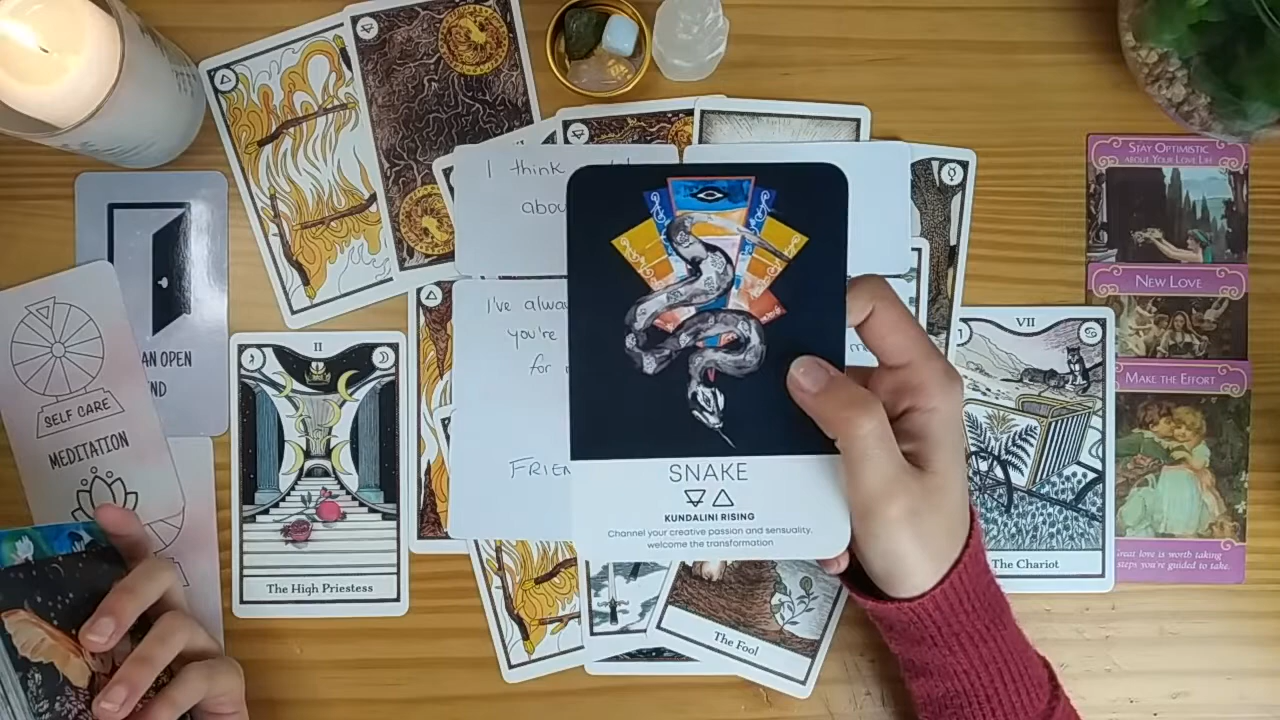 I think
I've alway
you're
for
FRIEN
SNAKE
KUNDALINI RISING
Channel your creative passion and sensuality,
welcome the transformation
AN OPEN
SELF CARE
MEDITATION
II
The High Priestess
The Fool
VII
The Chariot
STAY OPTIMISTIC
ABOUT YOUR LOVE LIFE
NEW LOVE
MAKE THE EFFORT
Great love is worth taking
steps you're guided to take.